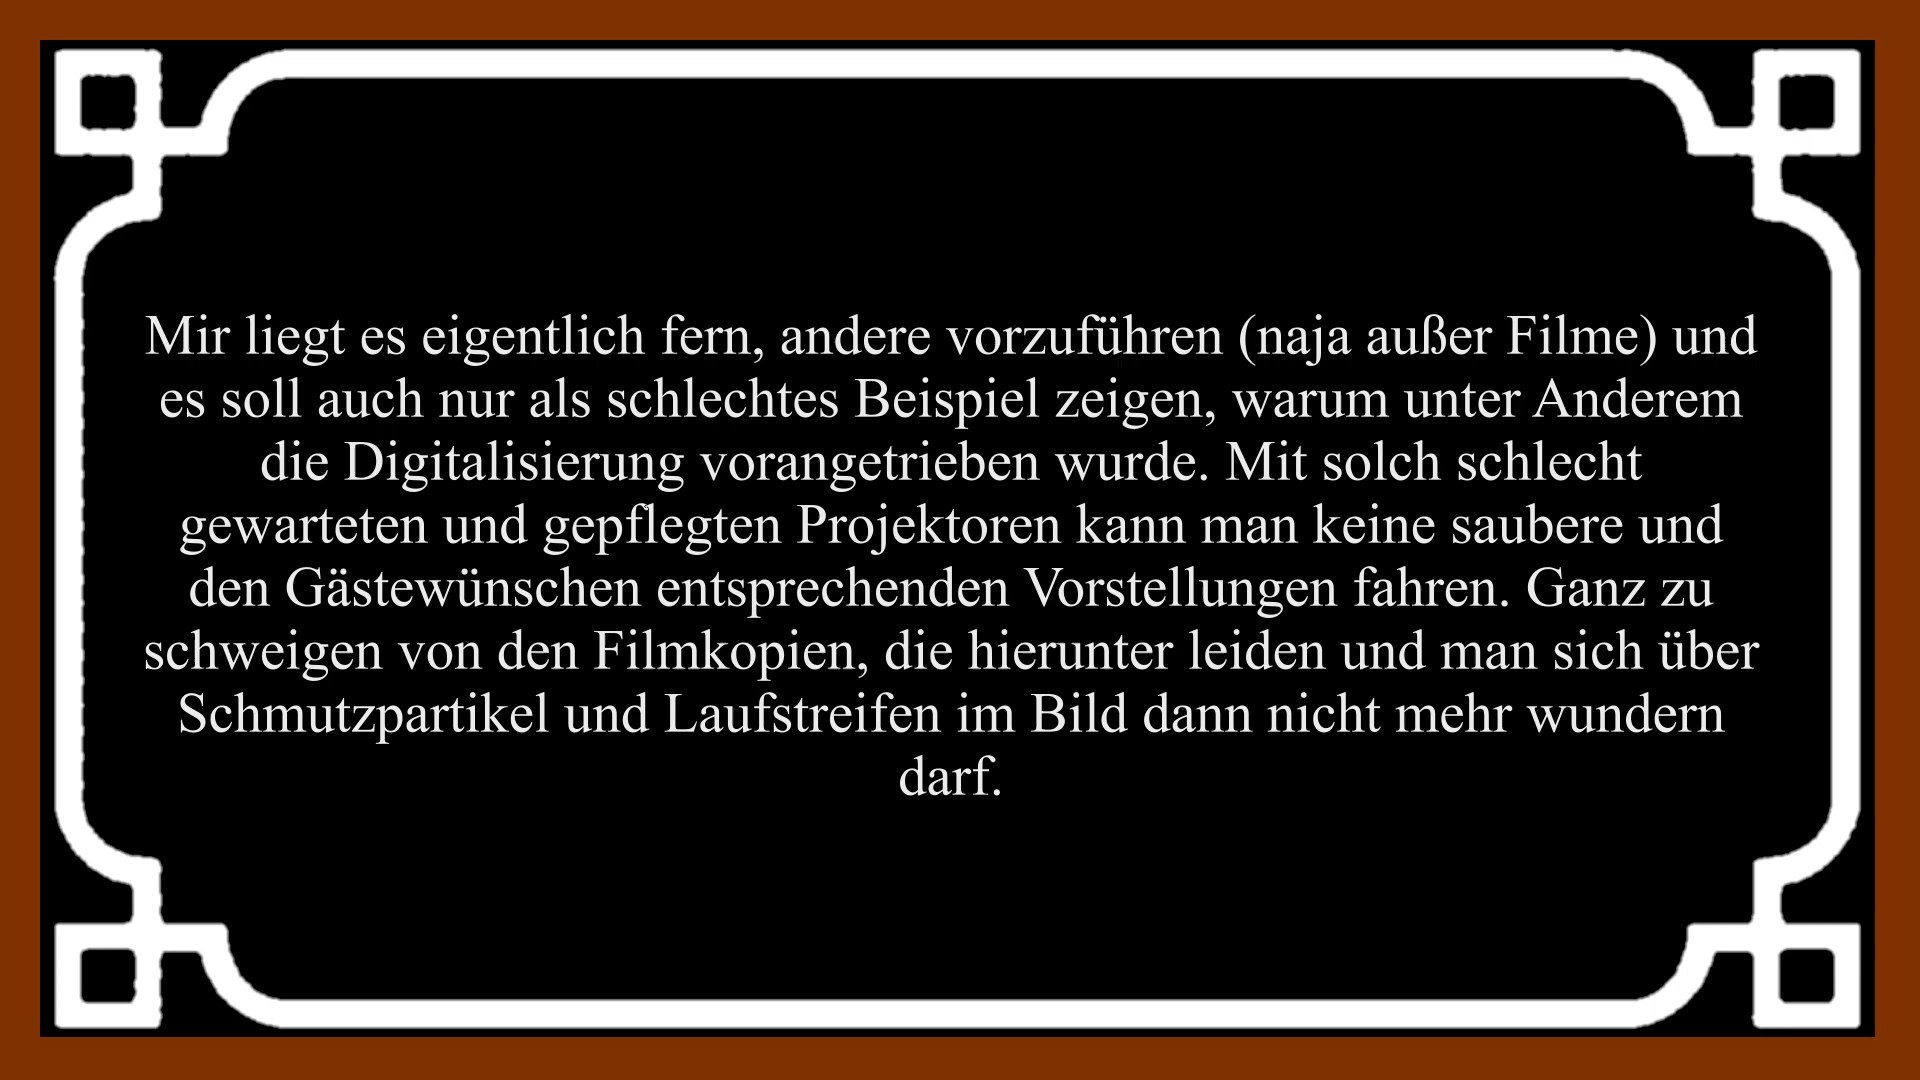 Mir liegt es eigentlich fern, andere vorzuführen (naja außer Filme) und
es soll auch nur als schlechtes Beispiel zeigen, warum unter Anderem
die Digitalisierung vorangetrieben wurde. Mit solch schlecht
gewarteten und gepflegten Projektoren kann man keine saubere und
den Gästewünschen entsprechenden Vorstellungen fahren. Ganz zu
schweigen von den Filmkopien, die hierunter leiden und man sich über
Schmutzpartikel und Laufstreifen im Bild dann nicht mehr wundern
darf.